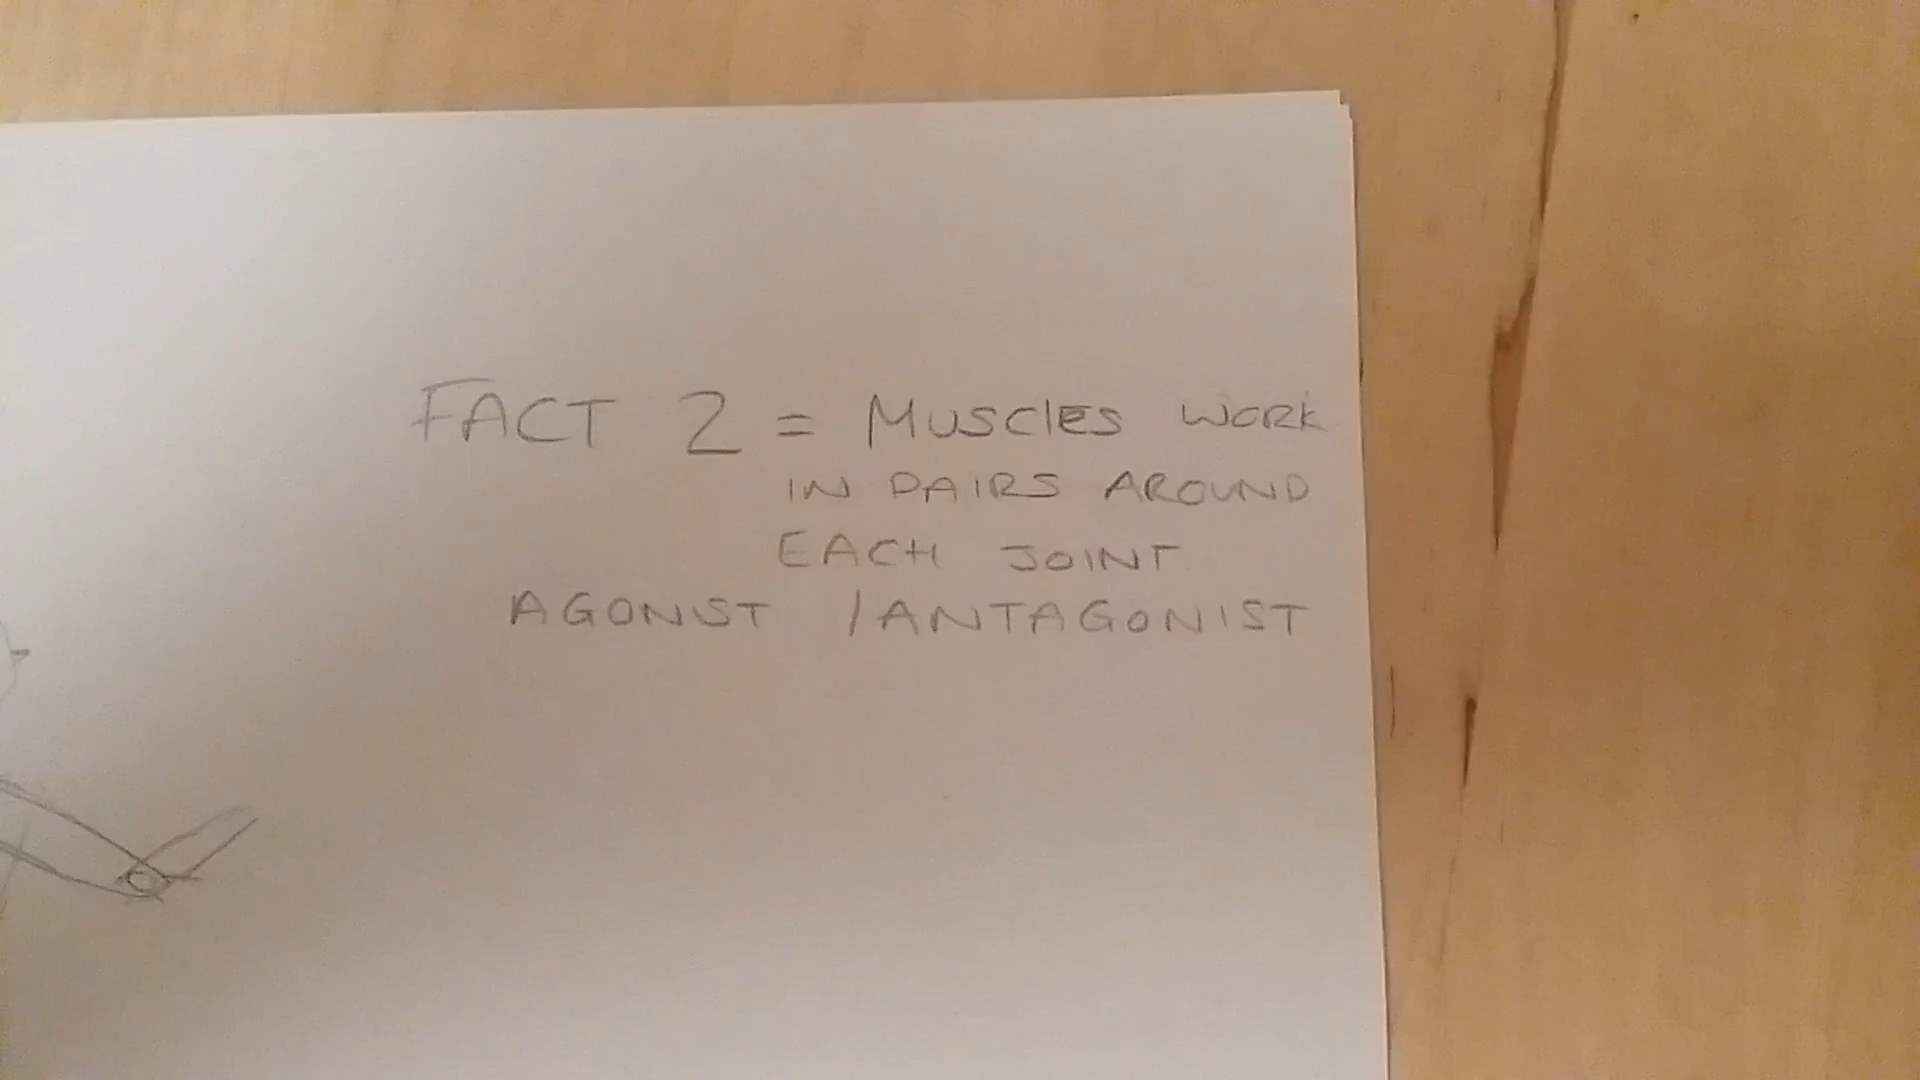 FACT 2 = MUSCLES WORK
IN PAIRS AROUND
EACH JOINT
AGONIST / ANTAGONIST